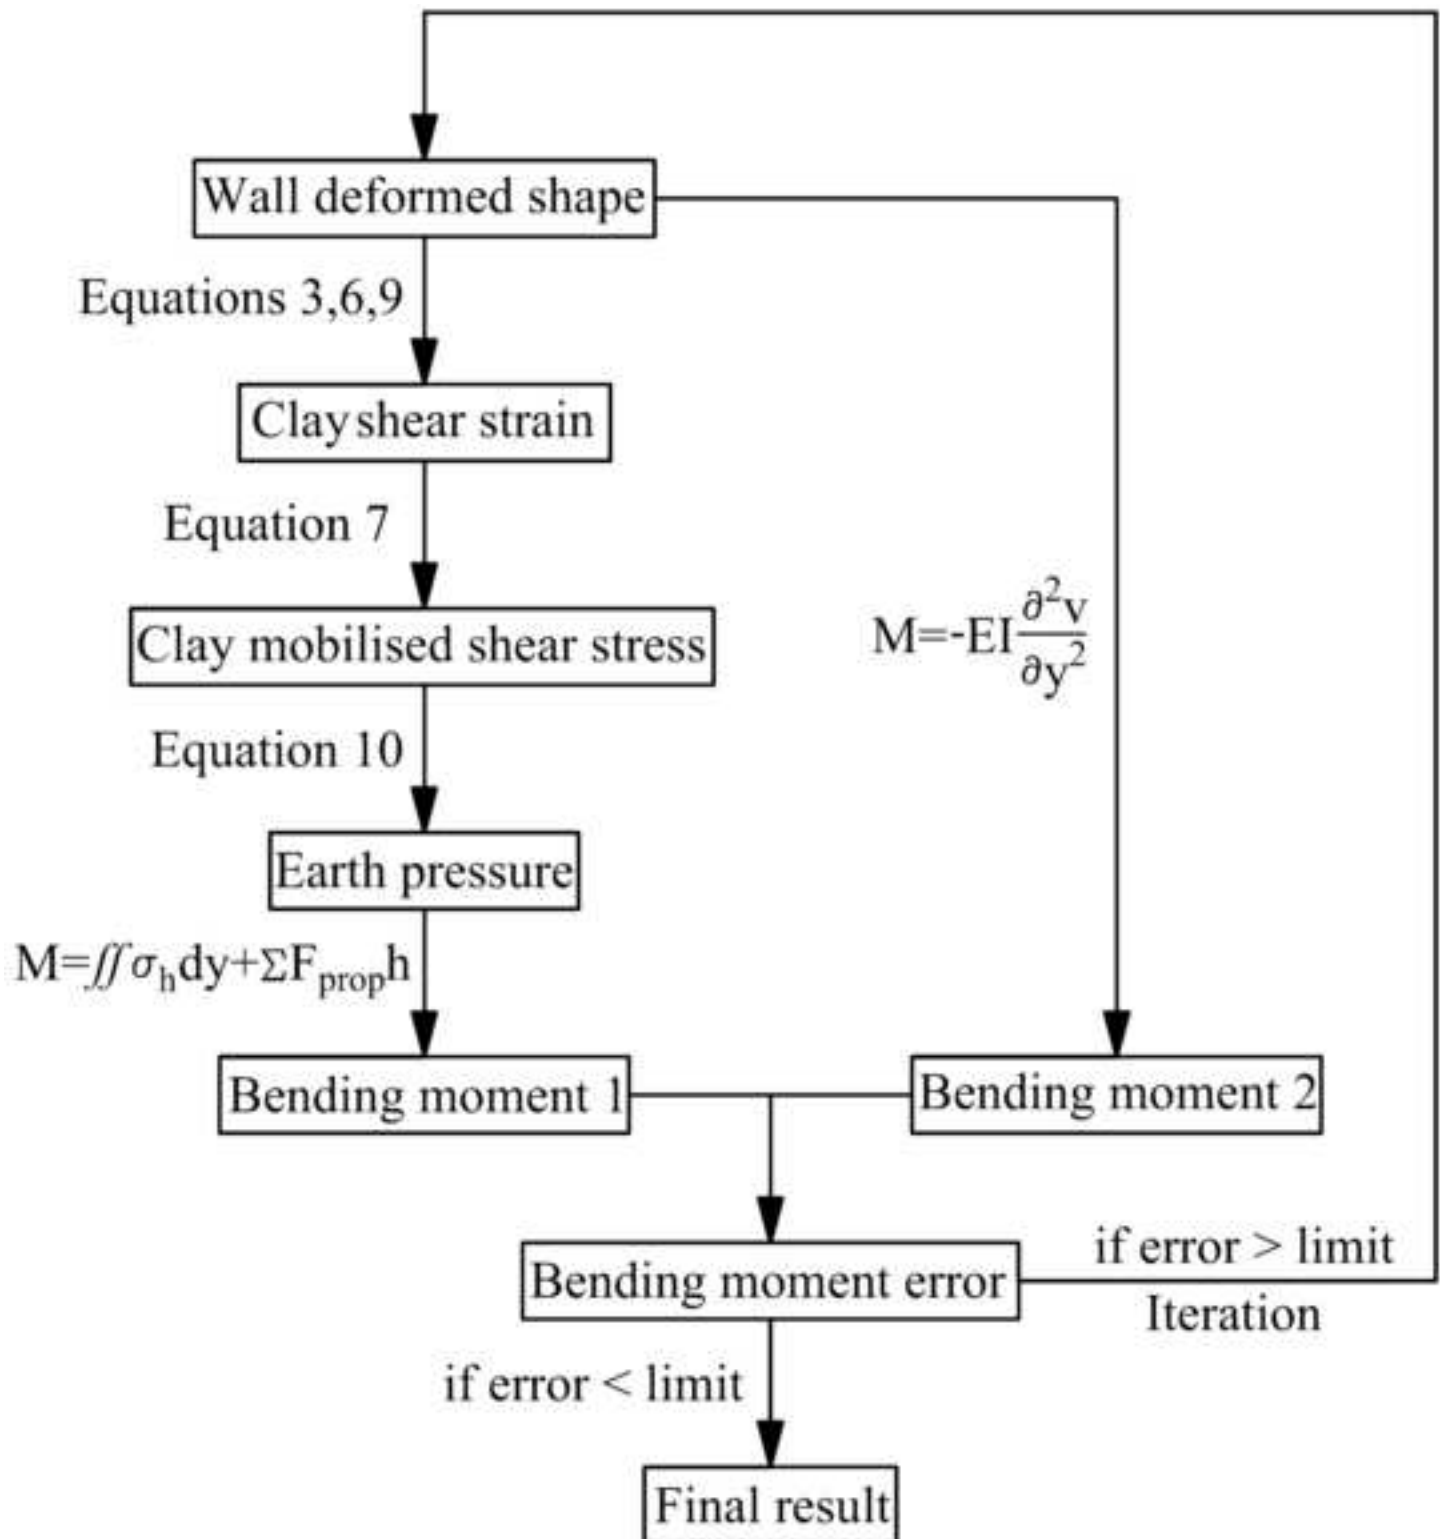 Wall deformed shape
Equations 3,6,9
Clay shear strain
Equation 7
Clay mobilised shear stress
M=-EI ∂²v/∂y²
Equation 10
Earth pressure
M=∬σₕdy+ΣF_prop h
Bending moment 1
Bending moment 2
Bending moment error
if error > limit
Iteration
if error < limit
Final result